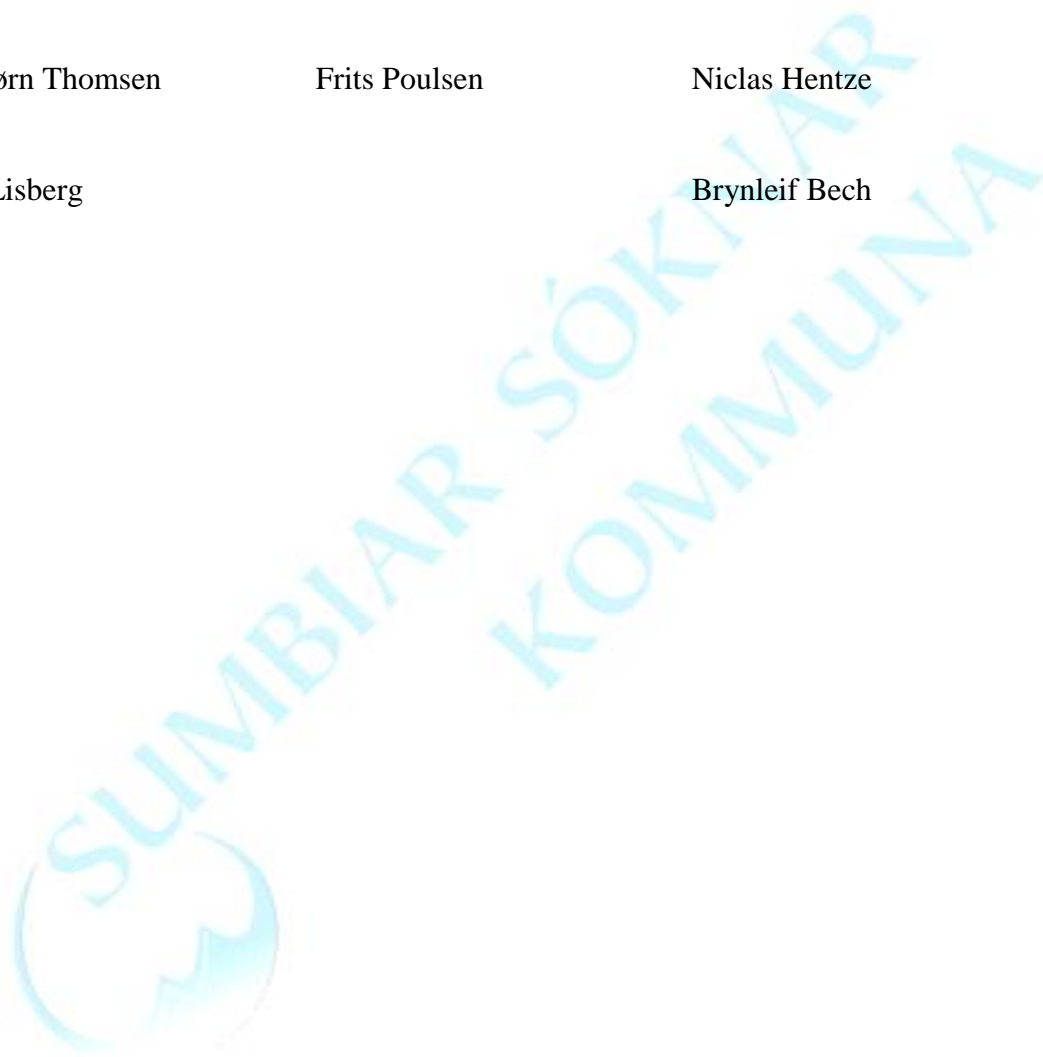 ørn Thomsen Frits Poulsen Niclas Hentze
Lisberg Brynleif Bech
SUMBIAR SÓKNAR
KOMMUNA